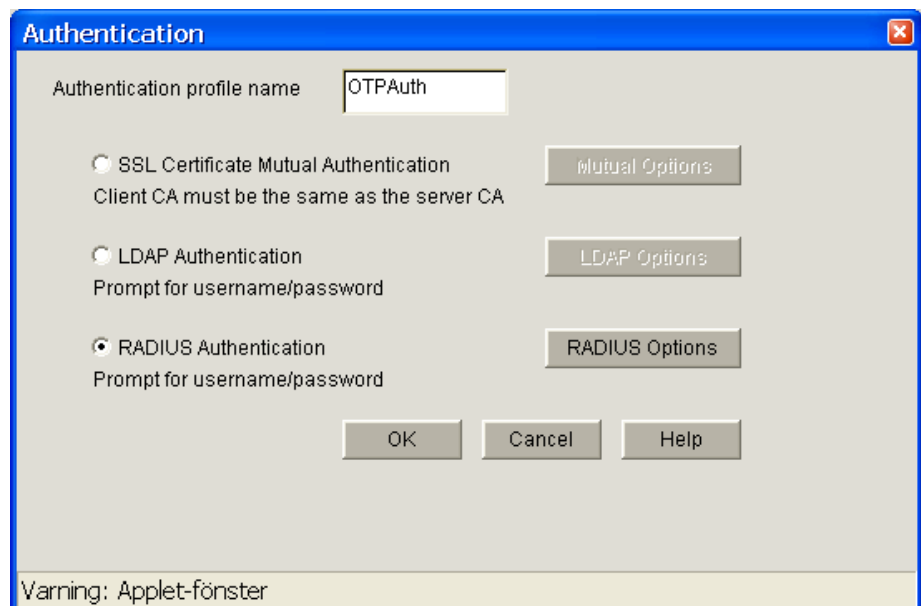 Authentication
Authentication profile name OTPAuth
SSL Certificate Mutual Authentication Mutual Options
Client CA must be the same as the server CA
LDAP Authentication LDAP Options
Prompt for username/password
RADIUS Authentication RADIUS Options
Prompt for username/password
OK Cancel Help
Varning: Applet-fönster